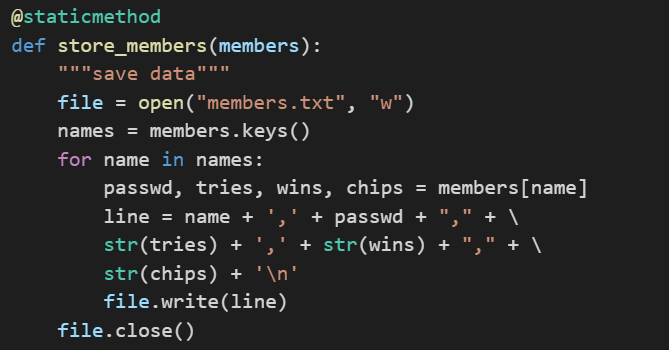 @staticmethod
def store_members(members):
    """save data"""
    file = open("members.txt", "w")
    names = members.keys()
    for name in names:
        passwd, tries, wins, chips = members[name]
        line = name + ',' + passwd + "," + \
        str(tries) + ',' + str(wins) + "," + \
        str(chips) + '\n'
        file.write(line)
    file.close()